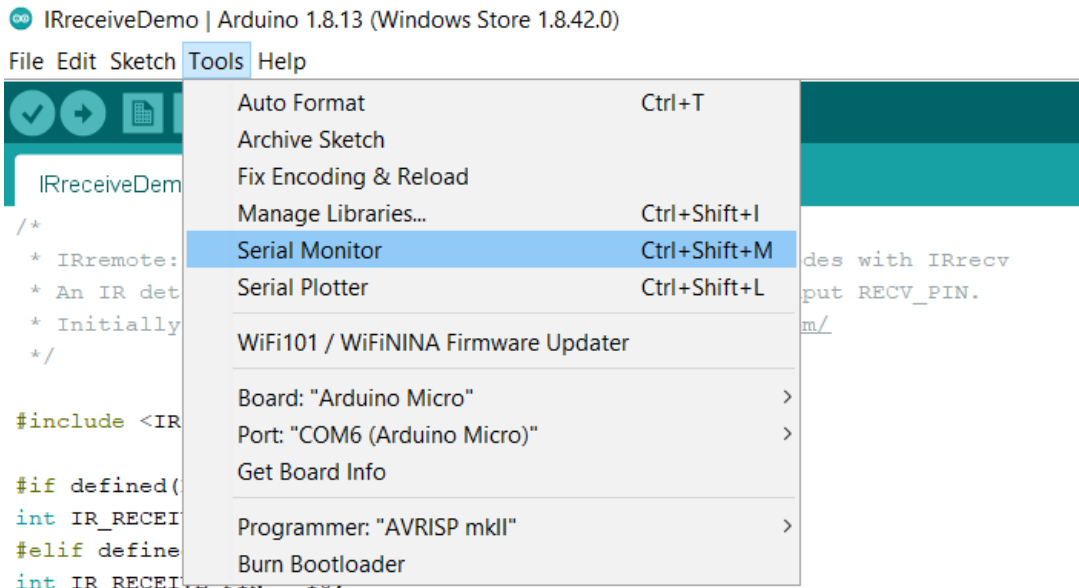 IRreceiveDemo | Arduino 1.8.13 (Windows Store 1.8.42.0)
File Edit Sketch Tools Help
Auto Format Ctrl+T
Archive Sketch
IRreceiveDem Fix Encoding & Reload
/* Manage Libraries... Ctrl+Shift+I
* IRremote: Serial Monitor Ctrl+Shift+M des with IRrecv
* An IR det Serial Plotter Ctrl+Shift+L put RECV_PIN.
* Initially m/
*/ WiFi101 / WiFiNINA Firmware Updater
Board: "Arduino Micro"
#include <IR Port: "COM6 (Arduino Micro)"
Get Board Info
#if defined(
int IR_RECEI Programmer: "AVRISP mkII"
#elif define Burn Bootloader
int IR_RECEI